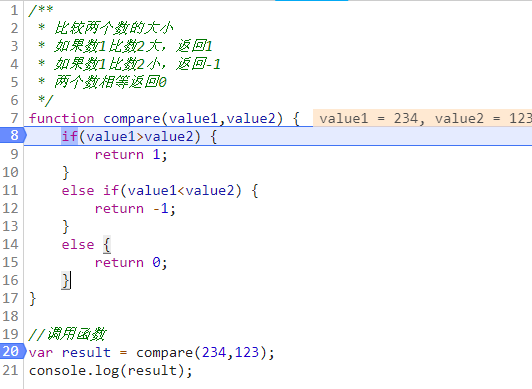 1 /**
2  * 比较两个数的大小
3  * 如果数1比数2大，返回1
4  * 如果数1比数2小，返回-1
5  * 两个数相等返回0
6  */
7 function compare(value1,value2) {  value1 = 234, value2 = 123
8     if(value1>value2) {
9         return 1;
10     }
11     else if(value1<value2) {
12         return -1;
13     }
14     else {
15         return 0;
16     }
17 }
18
19 //调用函数
20 var result = compare(234,123);
21 console.log(result);